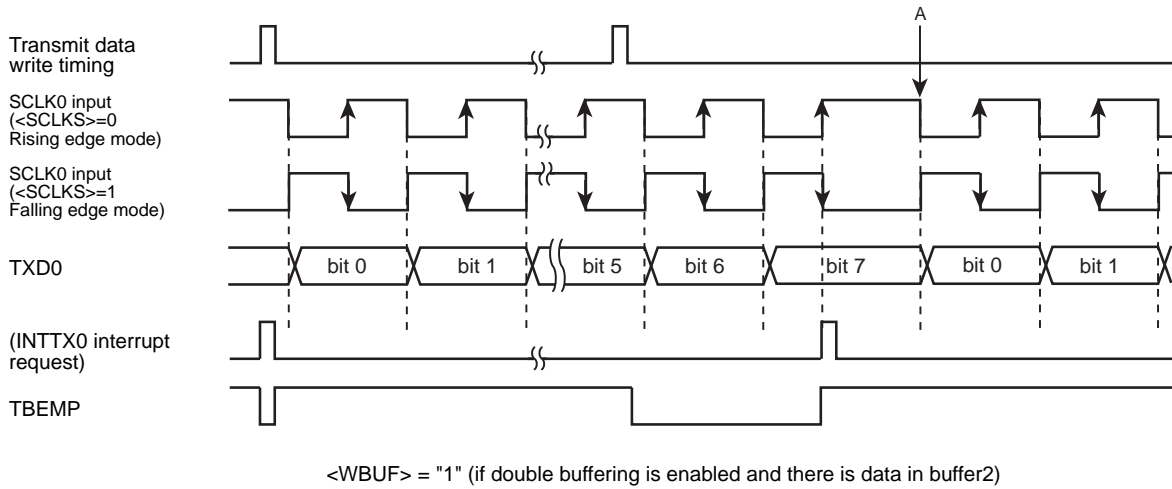 A
Transmit data
write timing
SCLK0 input
(<SCLKS>=0
Rising edge mode)
SCLK0 input
(<SCLKS>=1
Falling edge mode)
TXD0
bit 0
bit 1
bit 5
bit 6
bit 7
bit 0
bit 1
(INTTX0 interrupt
request)
TBEMP
<WBUF> = "1" (if double buffering is enabled and there is data in buffer2)